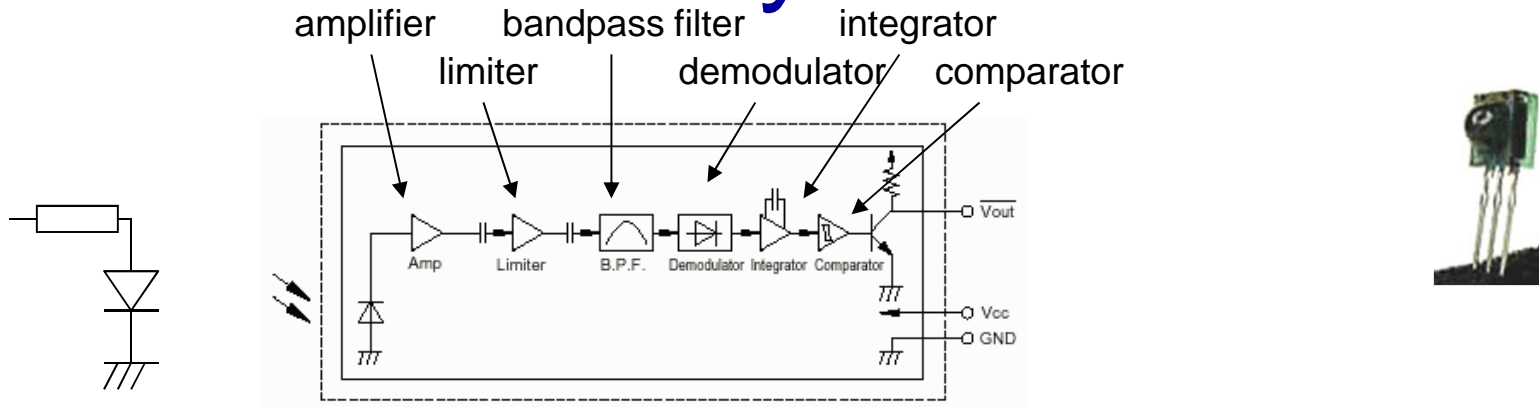 amplifier bandpass filter integrator
limiter demodulator comparator
Vout
Amp Limiter B.P.F. Demodulator Integrator Comparator
Vcc
GND